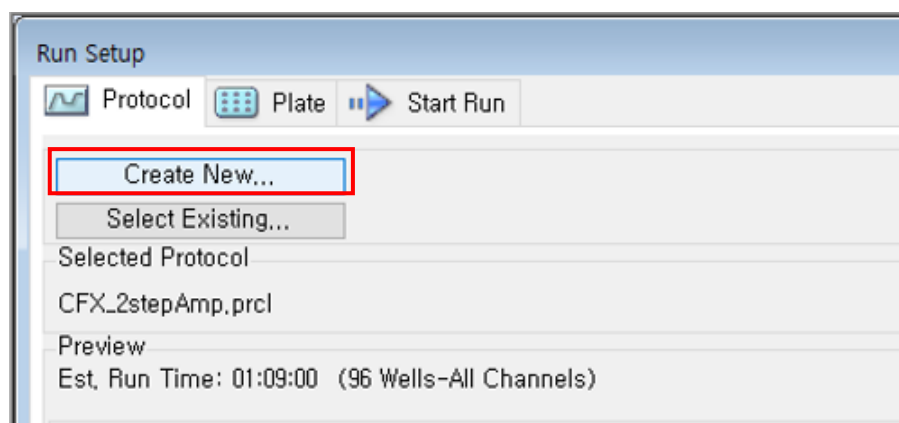 Run Setup
Protocol Plate Start Run
Create New...
Select Existing...
Selected Protocol
CFX_2stepAmp.prcl
Preview
Est. Run Time: 01:09:00 (96 Wells-All Channels)